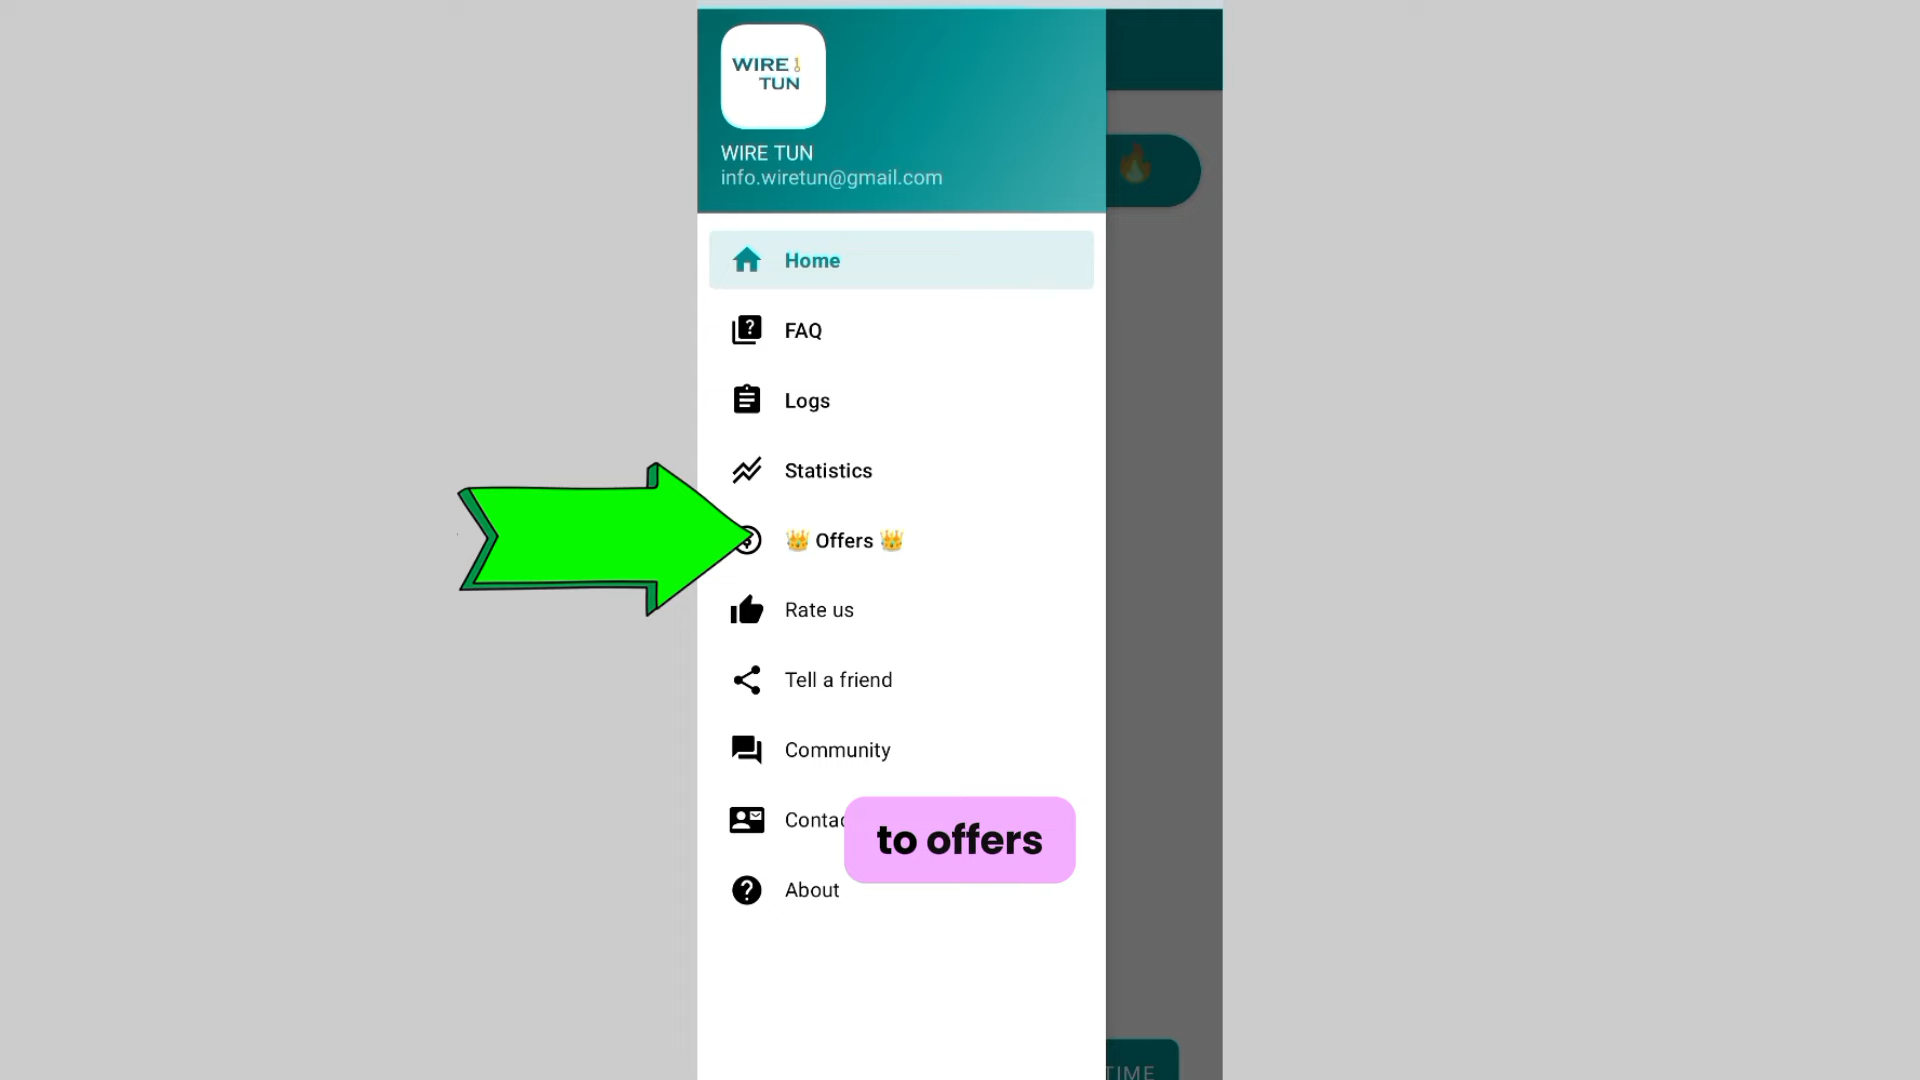 WIRE
TUN
WIRE TUN
info.wiretun@gmail.com
Home
FAQ
Logs
Statistics
👑 Offers 👑
Rate us
Tell a friend
Community
Contac
to offers
About
TIME